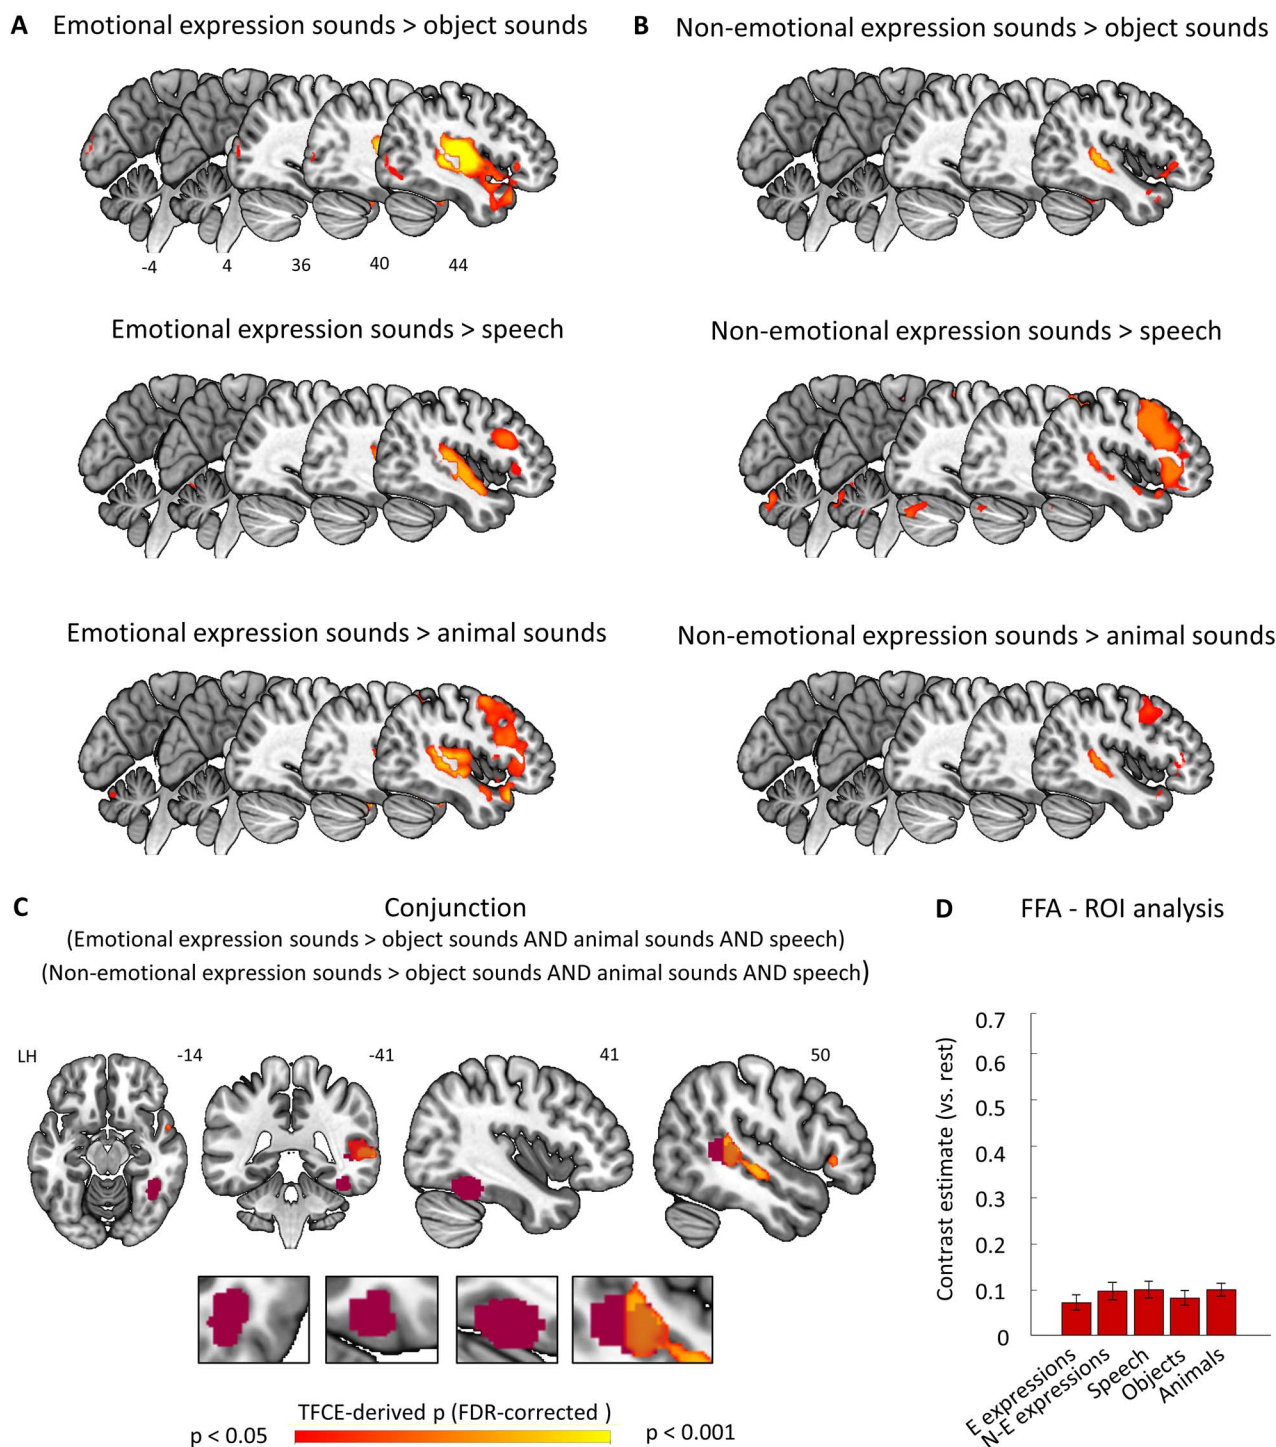 A Emotional expression sounds > object sounds
-4 4 36 40 44
Emotional expression sounds > speech
Emotional expression sounds > animal sounds
B Non-emotional expression sounds > object sounds
Non-emotional expression sounds > speech
Non-emotional expression sounds > animal sounds
C Conjunction
(Emotional expression sounds > object sounds AND animal sounds AND speech)
(Non-emotional expression sounds > object sounds AND animal sounds AND speech)
LH -14 -41 41 50
TFCE-derived p (FDR-corrected )
p < 0.05 p < 0.001
D FFA - ROI analysis
Contrast estimate (vs. rest)
0.7
0.6
0.5
0.4
0.3
0.2
0.1
0
E expressions
N-E expressions
Speech
Objects
Animals